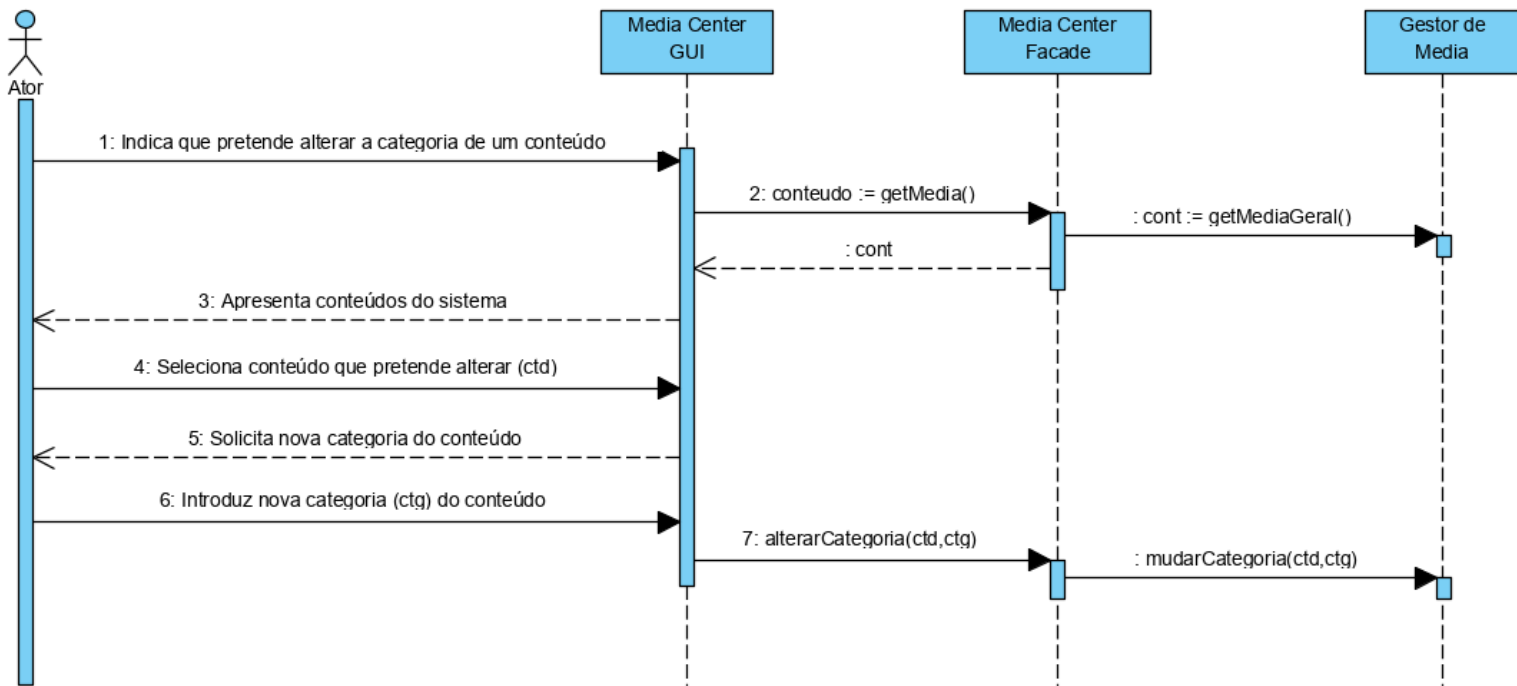 Ator
Media Center
GUI
Media Center
Facade
Gestor de
Media
1: Indica que pretende alterar a categoria de um conteúdo
2: conteudo := getMedia()
: cont := getMediaGeral()
: cont
3: Apresenta conteúdos do sistema
4: Seleciona conteúdo que pretende alterar (ctd)
5: Solicita nova categoria do conteúdo
6: Introduz nova categoria (ctg) do conteúdo
7: alterarCategoria(ctd,ctg)
: mudarCategoria(ctd,ctg)